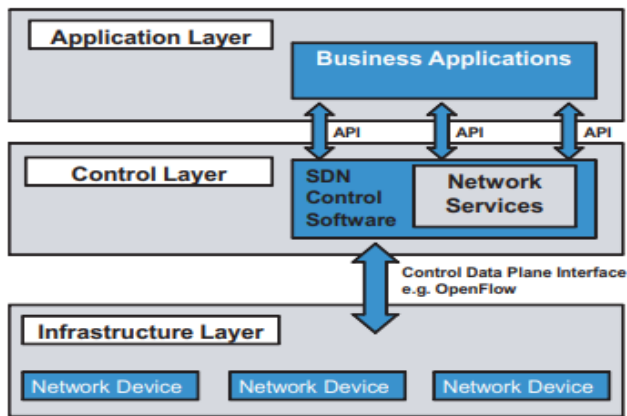 Application Layer
Business Applications
API
API
API
Control Layer
SDN
Control
Software
Network
Services
Control Data Plane Interface
e.g. OpenFlow
Infrastructure Layer
Network Device
Network Device
Network Device